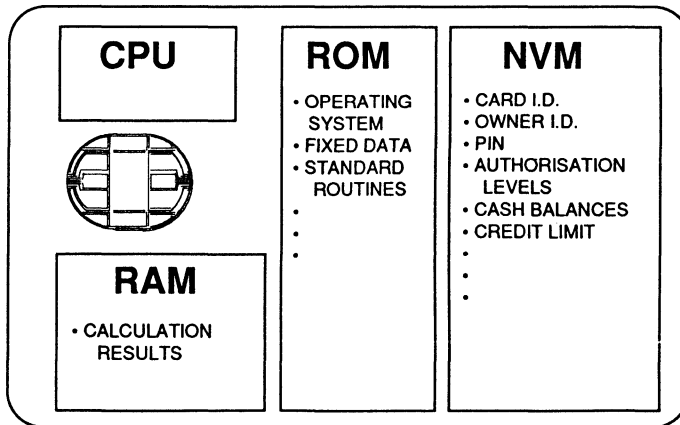 CPU
RAM
• CALCULATION
RESULTS
ROM
• OPERATING
SYSTEM
• FIXED DATA
• STANDARD
ROUTINES
•
•
•
NVM
• CARD I.D.
• OWNER I.D.
• PIN
• AUTHORISATION
LEVELS
• CASH BALANCES
• CREDIT LIMIT
•
•
•